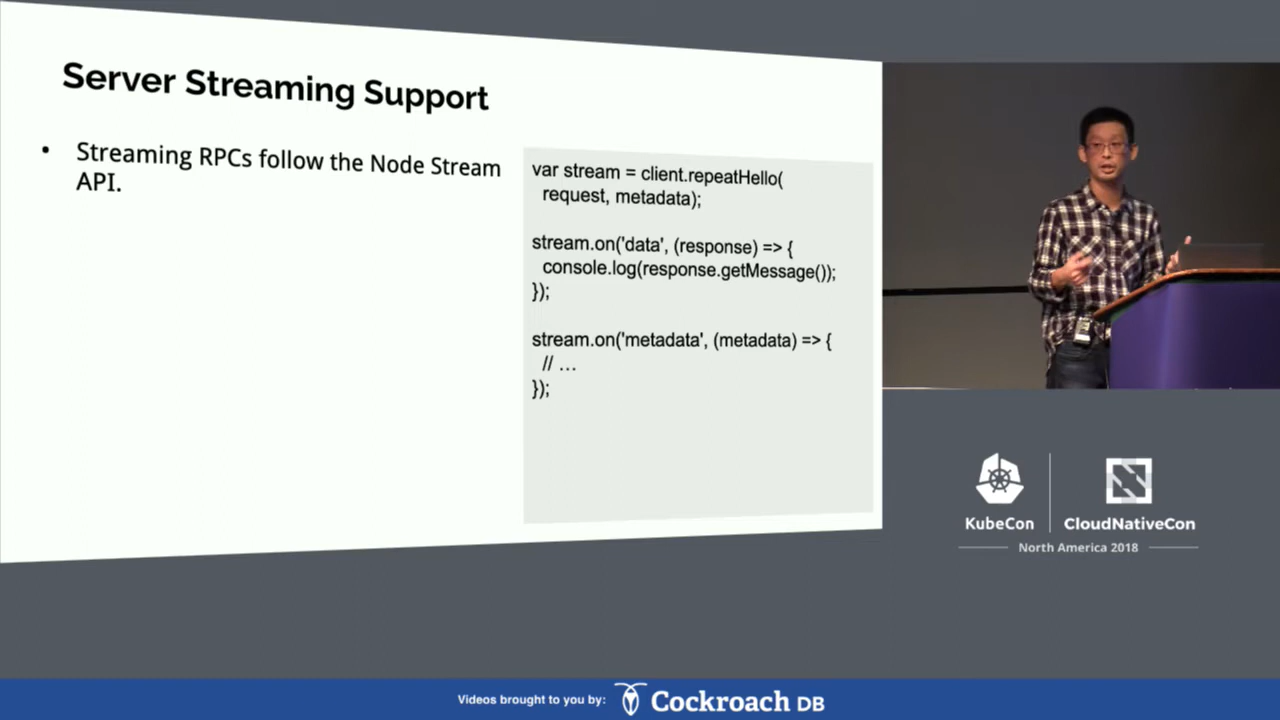 Server Streaming Support
• Streaming RPCs follow the Node Stream
API.
var stream = client.repeatHello(
request, metadata);
stream.on('data', (response) => {
console.log(response.getMessage());
});
stream.on('metadata', (metadata) => {
// …
});
KubeCon
CloudNativeCon
North America 2018
Videos brought to you by: Cockroach DB